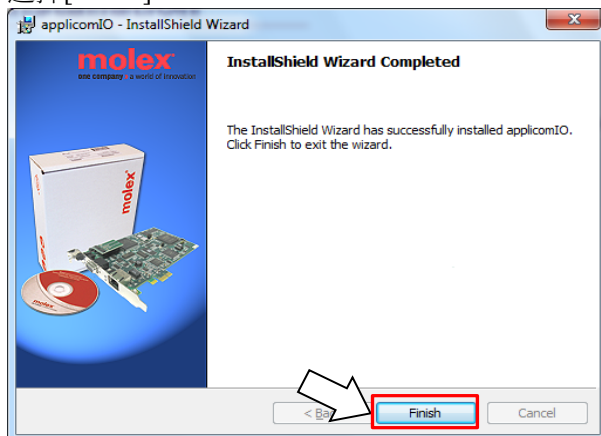 applicomIO - InstallShield Wizard
molex
one company a world of innovation
InstallShield Wizard Completed
The InstallShield Wizard has successfully installed applicomIO.
Click Finish to exit the wizard.
molex
molex
Finish
Cancel